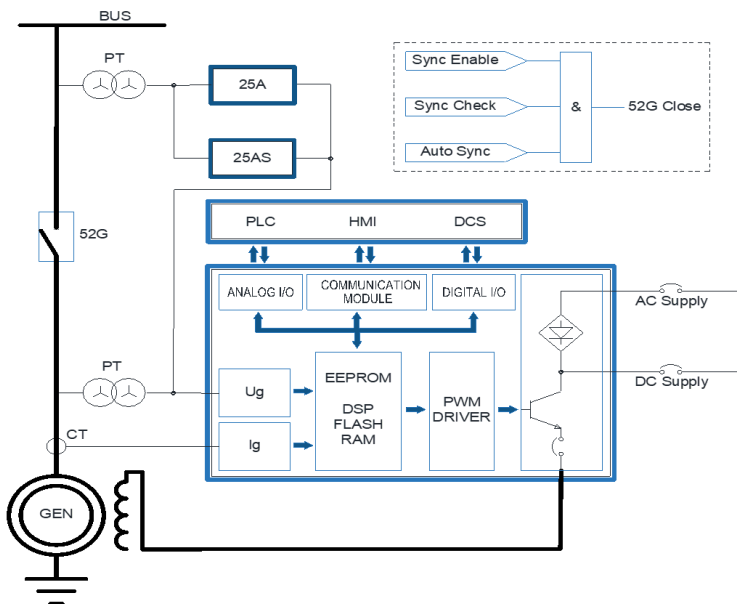 BUS
PT
25A
25AS
Sync Enable
Sync Check
Auto Sync
&
52G Close
52G
PLC
HMI
DCS
ANALOG I/O
COMMUNICATION
MODULE
DIGITAL I/O
AC Supply
DC Supply
PT
Ug
Ig
EEPROM
DSP
FLASH
RAM
PWM
DRIVER
CT
GEN